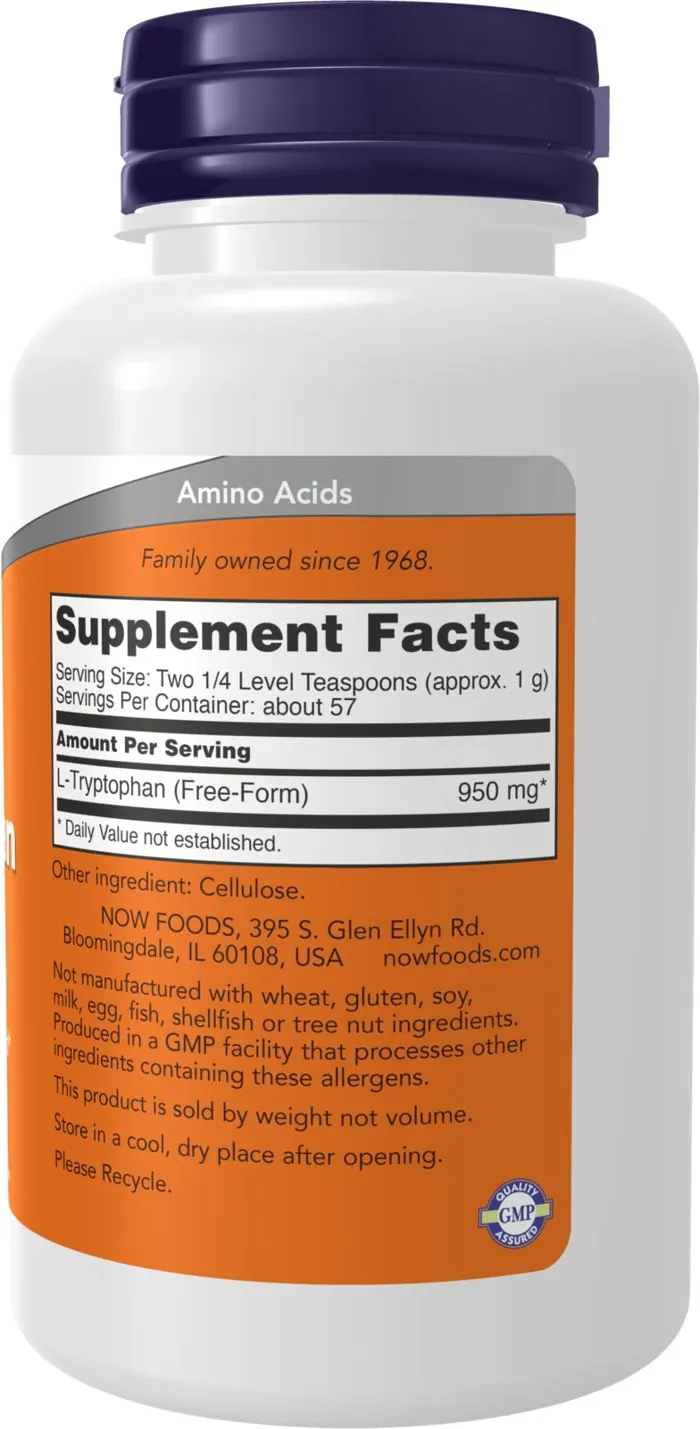 Amino Acids
Family owned since 1968.
Supplement Facts
Serving Size: Two 1/4 Level Teaspoons (approx. 1 g)
Servings Per Container: about 57
Amount Per Serving
L-Tryptophan (Free-Form) 950 mg*
* Daily Value not established.
Other ingredient: Cellulose.
NOW FOODS, 395 S. Glen Ellyn Rd.
Bloomingdale, IL 60108, USA nowfoods.com
Not manufactured with wheat, gluten, soy,
milk, egg, fish, shellfish or tree nut ingredients.
Produced in a GMP facility that processes other
ingredients containing these allergens.
This product is sold by weight not volume.
Store in a cool, dry place after opening.
Please Recycle.
QUALITY
GMP
ASSURED